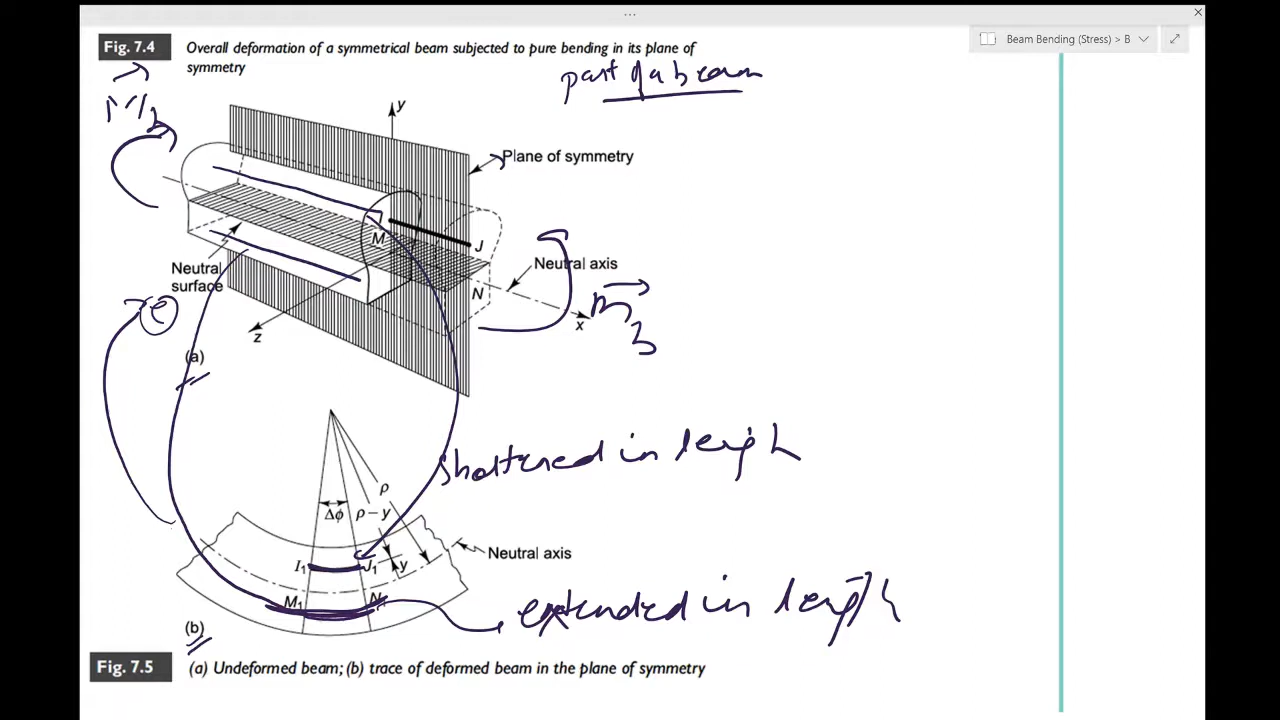 ...
Beam Bending (Stress) > B
Fig. 7.4 Overall deformation of a symmetrical beam subjected to pure bending in its plane of
symmetry
part of a beam
y
Plane of symmetry
M
J
Neutral axis
Neutral
surface
N
x
z
(a)
shortened in length
ρ
Δϕ ρ−y
Neutral axis
I₁ J₁ y
M₁
extended in length
(b)
Fig. 7.5 (a) Undeformed beam; (b) trace of deformed beam in the plane of symmetry